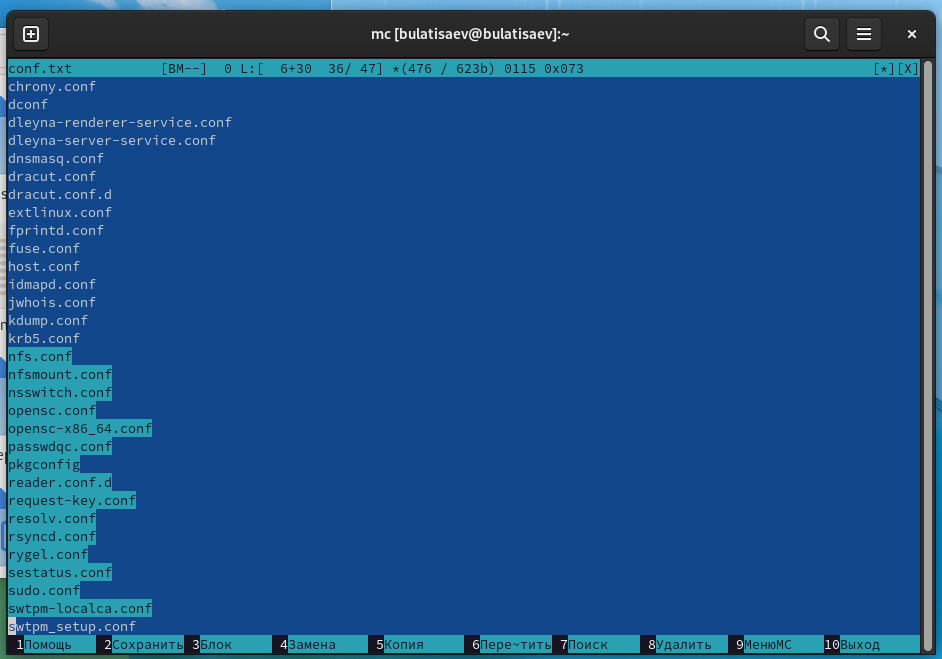 mc [bulatisaev@bulatisaev]:~
conf.txt [BM--] 0 L:[ 6+30 36/ 47] *(476 / 623b) 0115 0x073 [*][X]
chrony.conf
dconf
dleyna-renderer-service.conf
dleyna-server-service.conf
dnsmasq.conf
dracut.conf
dracut.conf.d
extlinux.conf
fprintd.conf
fuse.conf
host.conf
idmapd.conf
jwhois.conf
kdump.conf
krb5.conf
nfs.conf
nfsmount.conf
nsswitch.conf
opensc.conf
opensc-x86_64.conf
passwdqc.conf
pkgconfig
reader.conf.d
request-key.conf
resolv.conf
rsyncd.conf
rygel.conf
sestatus.conf
sudo.conf
swtpm-localca.conf
swtpm_setup.conf
1Помощь 2Сохранить 3Блок 4Замена 5Копия 6Пере~тить 7Поиск 8Удалить 9МенюMC 10Выход